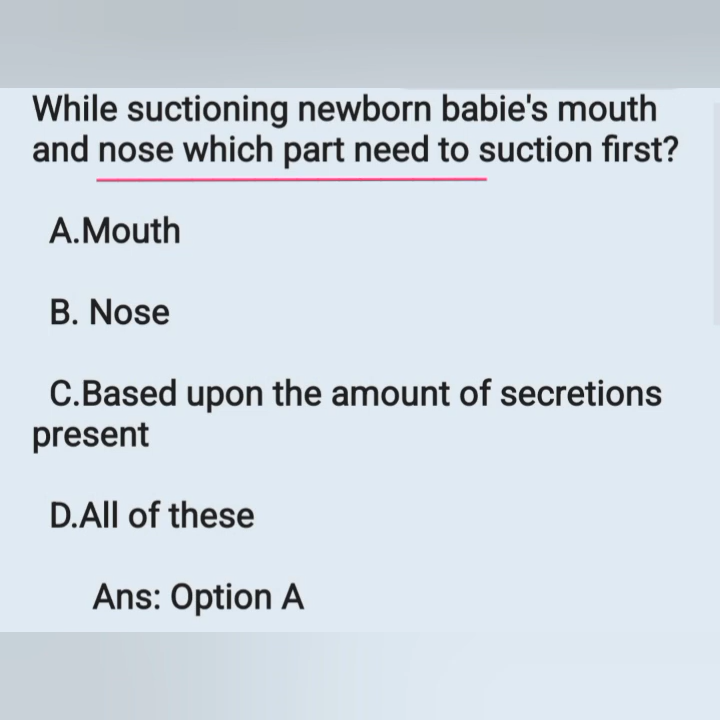 While suctioning newborn babie's mouth
and nose which part need to suction first?
A.Mouth
B. Nose
C.Based upon the amount of secretions
present
D.All of these
Ans: Option A